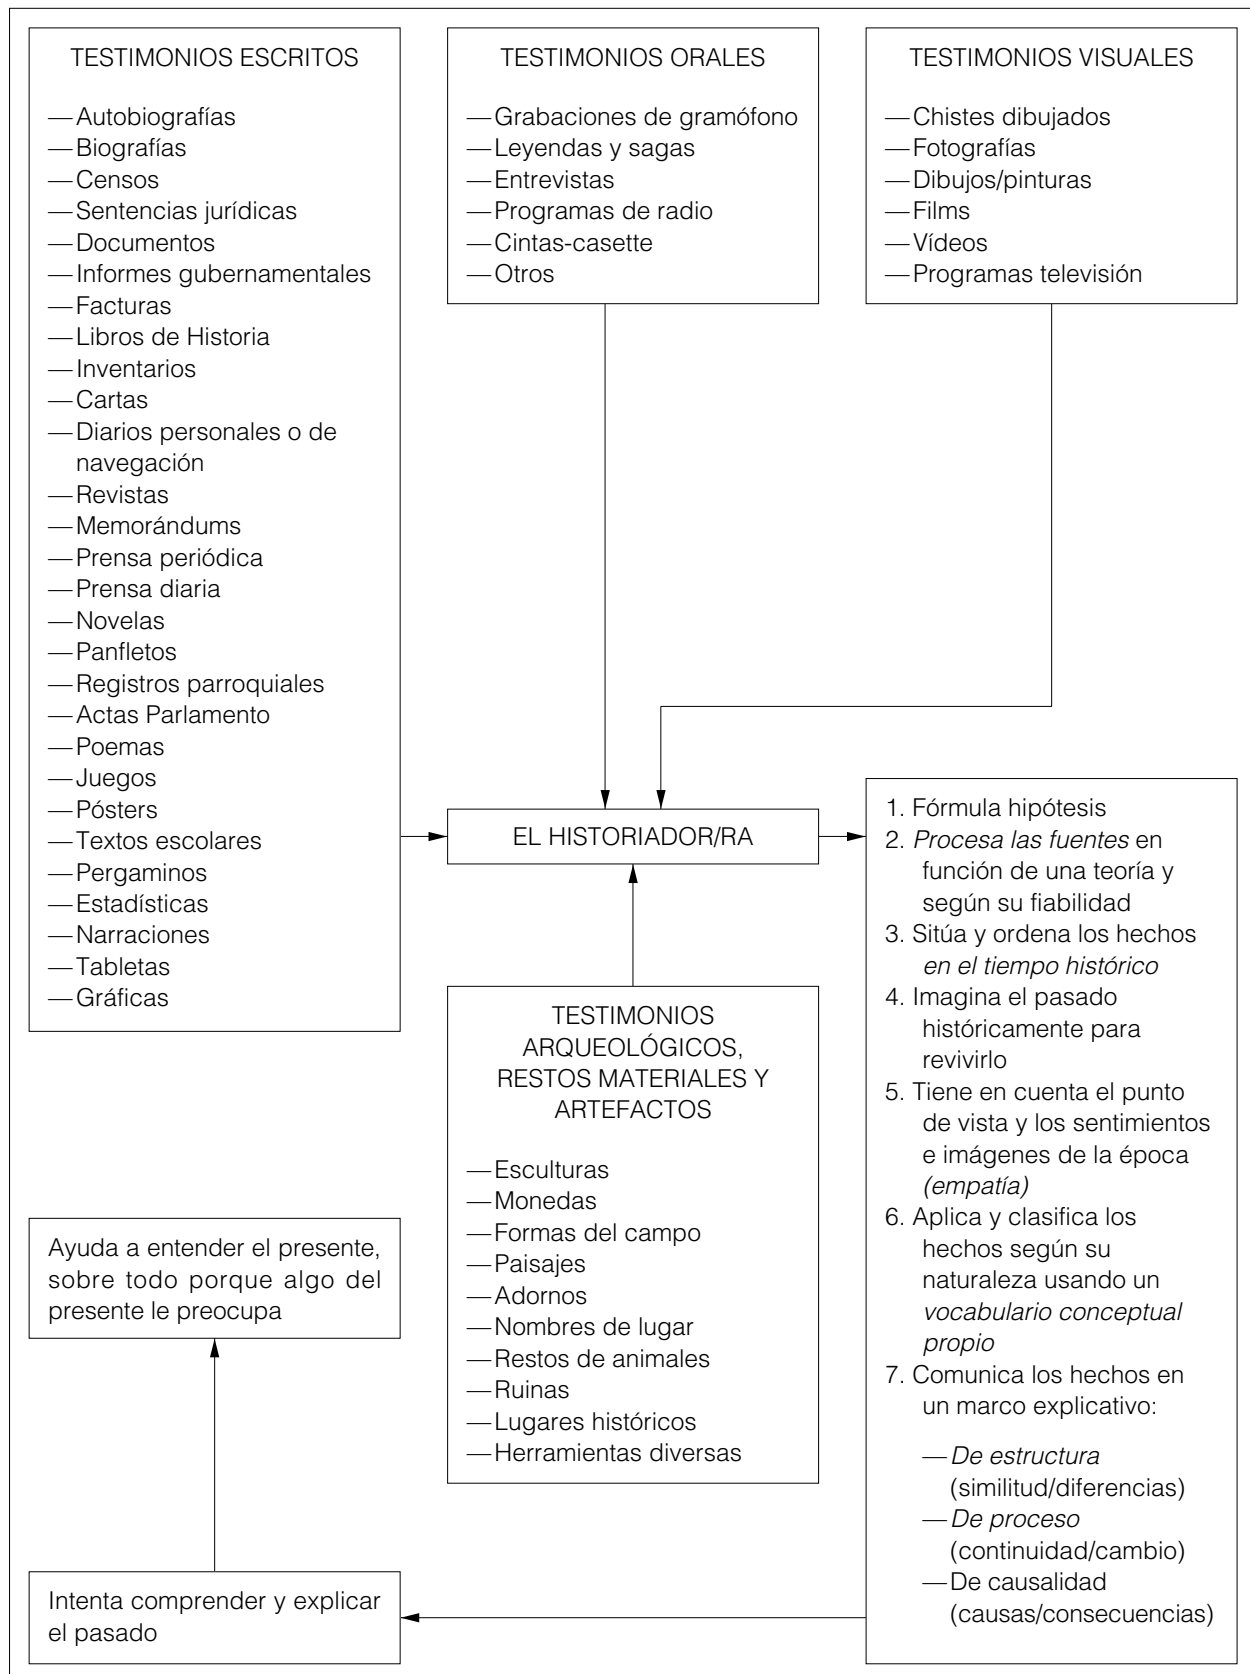 TESTIMONIOS ESCRITOS
—Autobiografías
—Biografías
—Censos
—Sentencias jurídicas
—Documentos
—Informes gubernamentales
—Facturas
—Libros de Historia
—Inventarios
—Cartas
—Diarios personales o de
navegación
—Revistas
—Memorándums
—Prensa periódica
—Prensa diaria
—Novelas
—Panfletos
—Registros parroquiales
—Actas Parlamento
—Poemas
—Juegos
—Pósters
—Textos escolares
—Pergaminos
—Estadísticas
—Narraciones
—Tabletas
—Gráficas
TESTIMONIOS ORALES
—Grabaciones de gramófono
—Leyendas y sagas
—Entrevistas
—Programas de radio
—Cintas-casette
—Otros
TESTIMONIOS VISUALES
—Chistes dibujados
—Fotografías
—Dibujos/pinturas
—Films
—Vídeos
—Programas televisión
EL HISTORIADOR/RA
TESTIMONIOS
ARQUEOLÓGICOS,
RESTOS MATERIALES Y
ARTEFACTOS
—Esculturas
—Monedas
—Formas del campo
—Paisajes
—Adornos
—Nombres de lugar
—Restos de animales
—Ruinas
—Lugares históricos
—Herramientas diversas
1. Fórmula hipótesis
2. Procesa las fuentes en
función de una teoría y
según su fiabilidad
3. Sitúa y ordena los hechos
en el tiempo histórico
4. Imagina el pasado
históricamente para
revivirlo
5. Tiene en cuenta el punto
de vista y los sentimientos
e imágenes de la época
(empatía)
6. Aplica y clasifica los
hechos según su
naturaleza usando un
vocabulario conceptual
propio
7. Comunica los hechos en
un marco explicativo:
—De estructura
(similitud/diferencias)
—De proceso
(continuidad/cambio)
—De causalidad
(causas/consecuencias)
Intenta comprender y explicar
el pasado
Ayuda a entender el presente,
sobre todo porque algo del
presente le preocupa